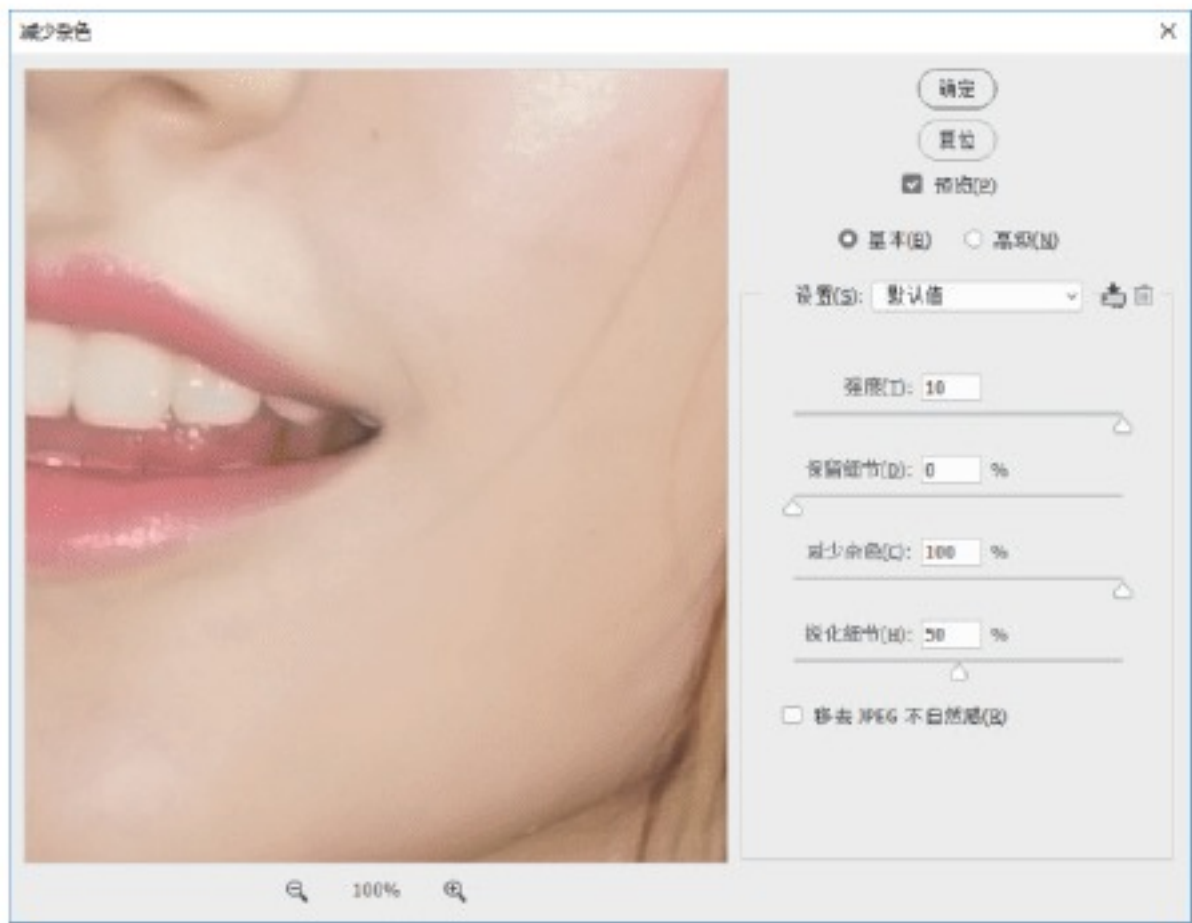 减少杂色
确定
复位
预览(P)
基本(B) 高级(N)
设置(S): 默认值
强度(T): 10
保留细节(D): 0 %
减少杂色(C): 100 %
锐化细节(H): 50 %
移去 JPEG 不自然感(R)
100%